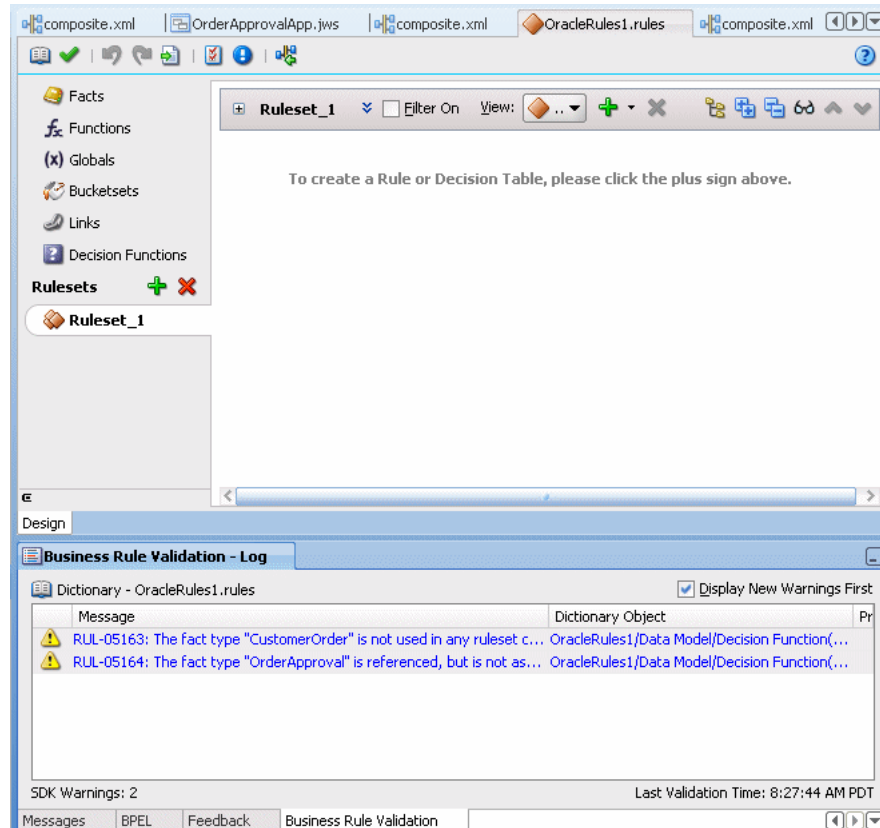 composite.xml OrderApprovalApp.jws composite.xml OracleRules1.rules composite.xml
Facts
Functions
(x) Globals
Bucketsets
Links
Decision Functions
Rulesets
Ruleset_1
Ruleset_1 Filter On View: ..
To create a Rule or Decision Table, please click the plus sign above.
Design
Business Rule Validation - Log
Dictionary - OracleRules1.rules Display New Warnings First
Message Dictionary Object Pr
RUL-05163: The fact type "CustomerOrder" is not used in any ruleset c... OracleRules1/Data Model/Decision Function(...
RUL-05164: The fact type "OrderApproval" is referenced, but is not as... OracleRules1/Data Model/Decision Function(...
SDK Warnings: 2 Last Validation Time: 8:27:44 AM PDT
Messages BPEL Feedback Business Rule Validation